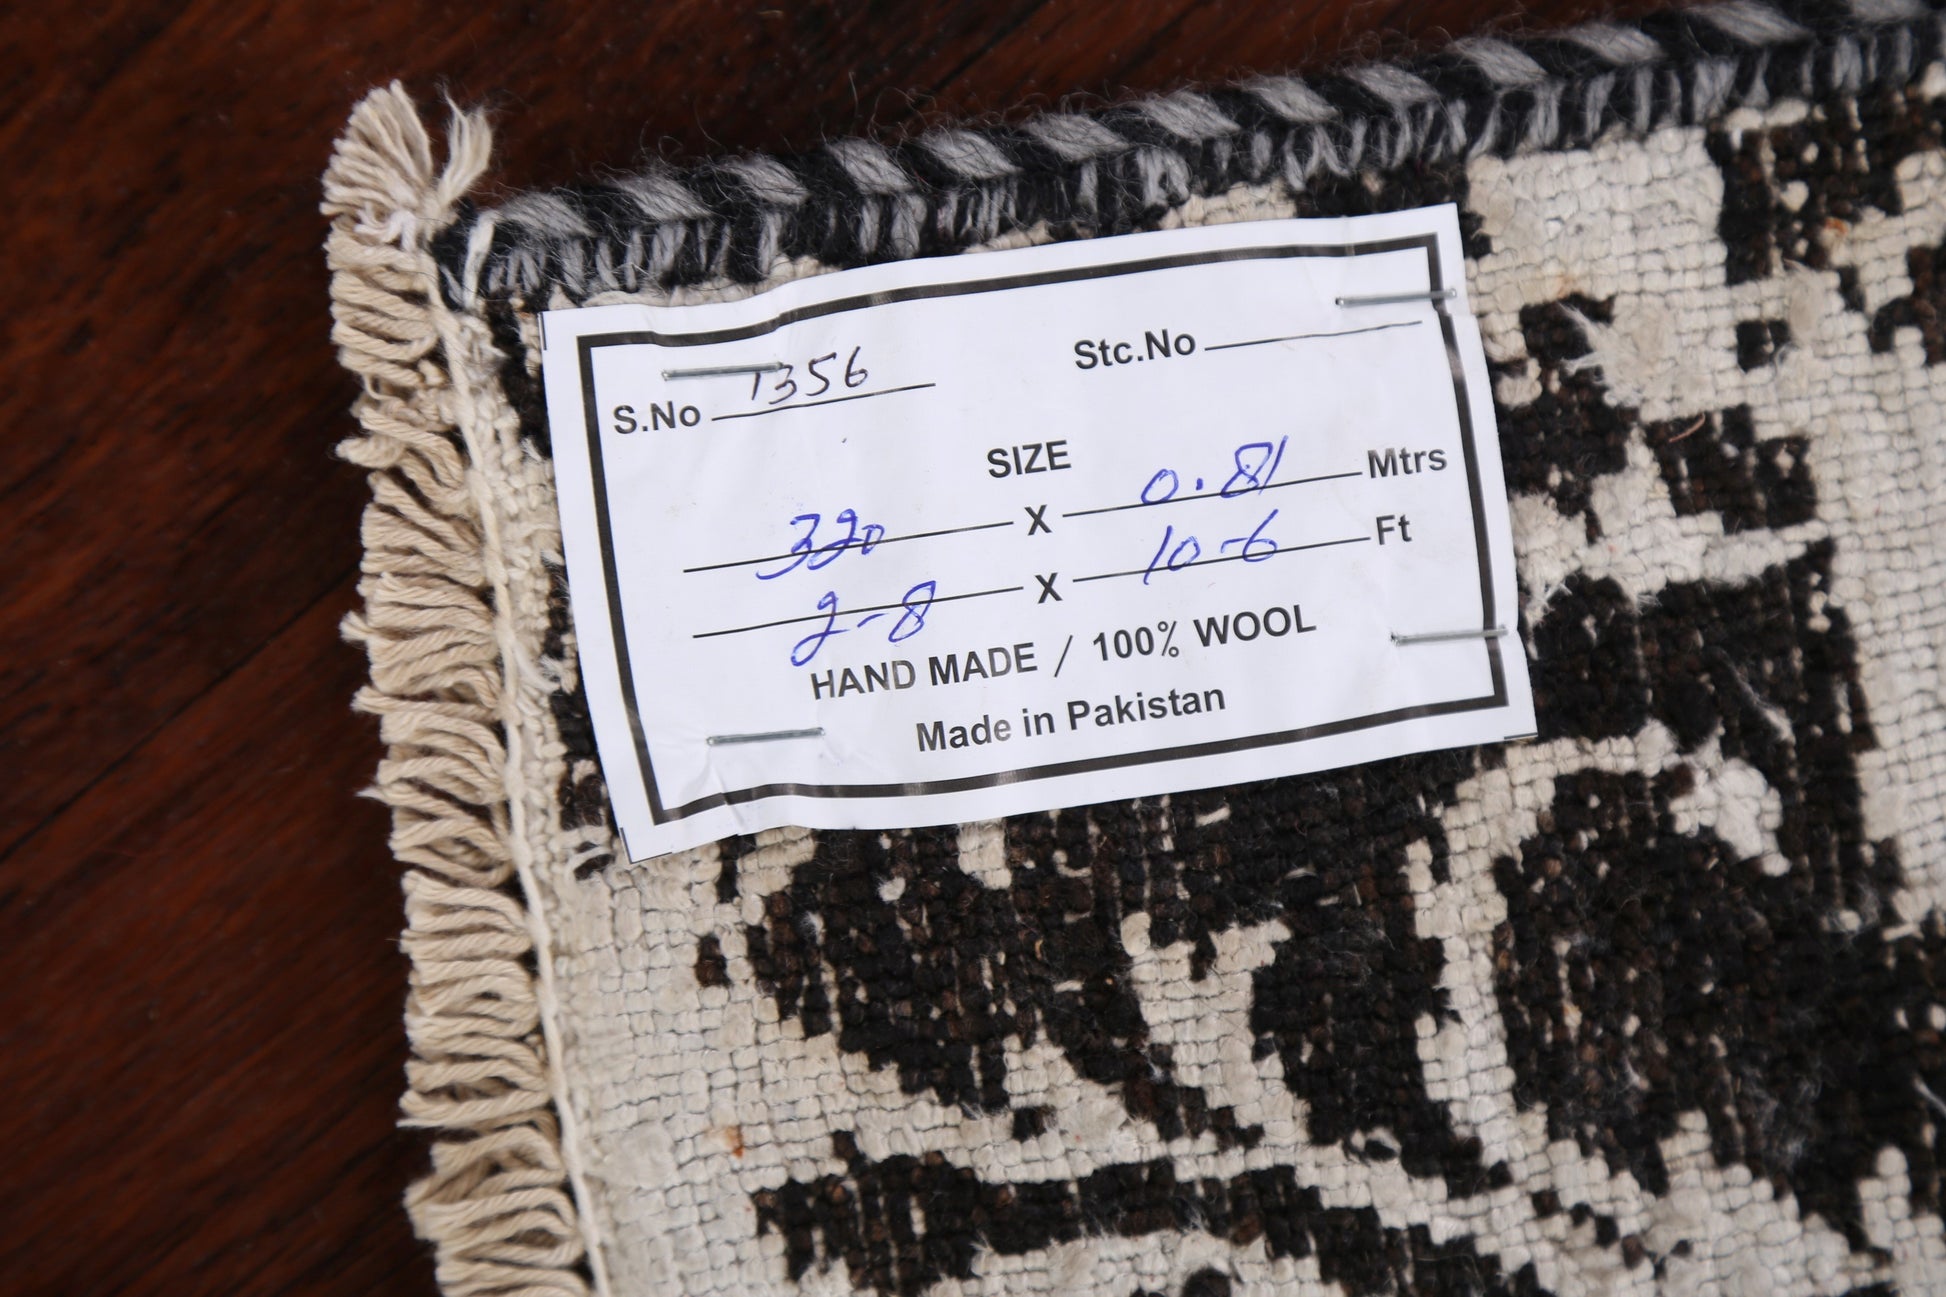 S.No 1356 Stc.No
SIZE
320 X 0.81 Mtrs
2-8 X 10-6 Ft
HAND MADE / 100% WOOL
Made in Pakistan